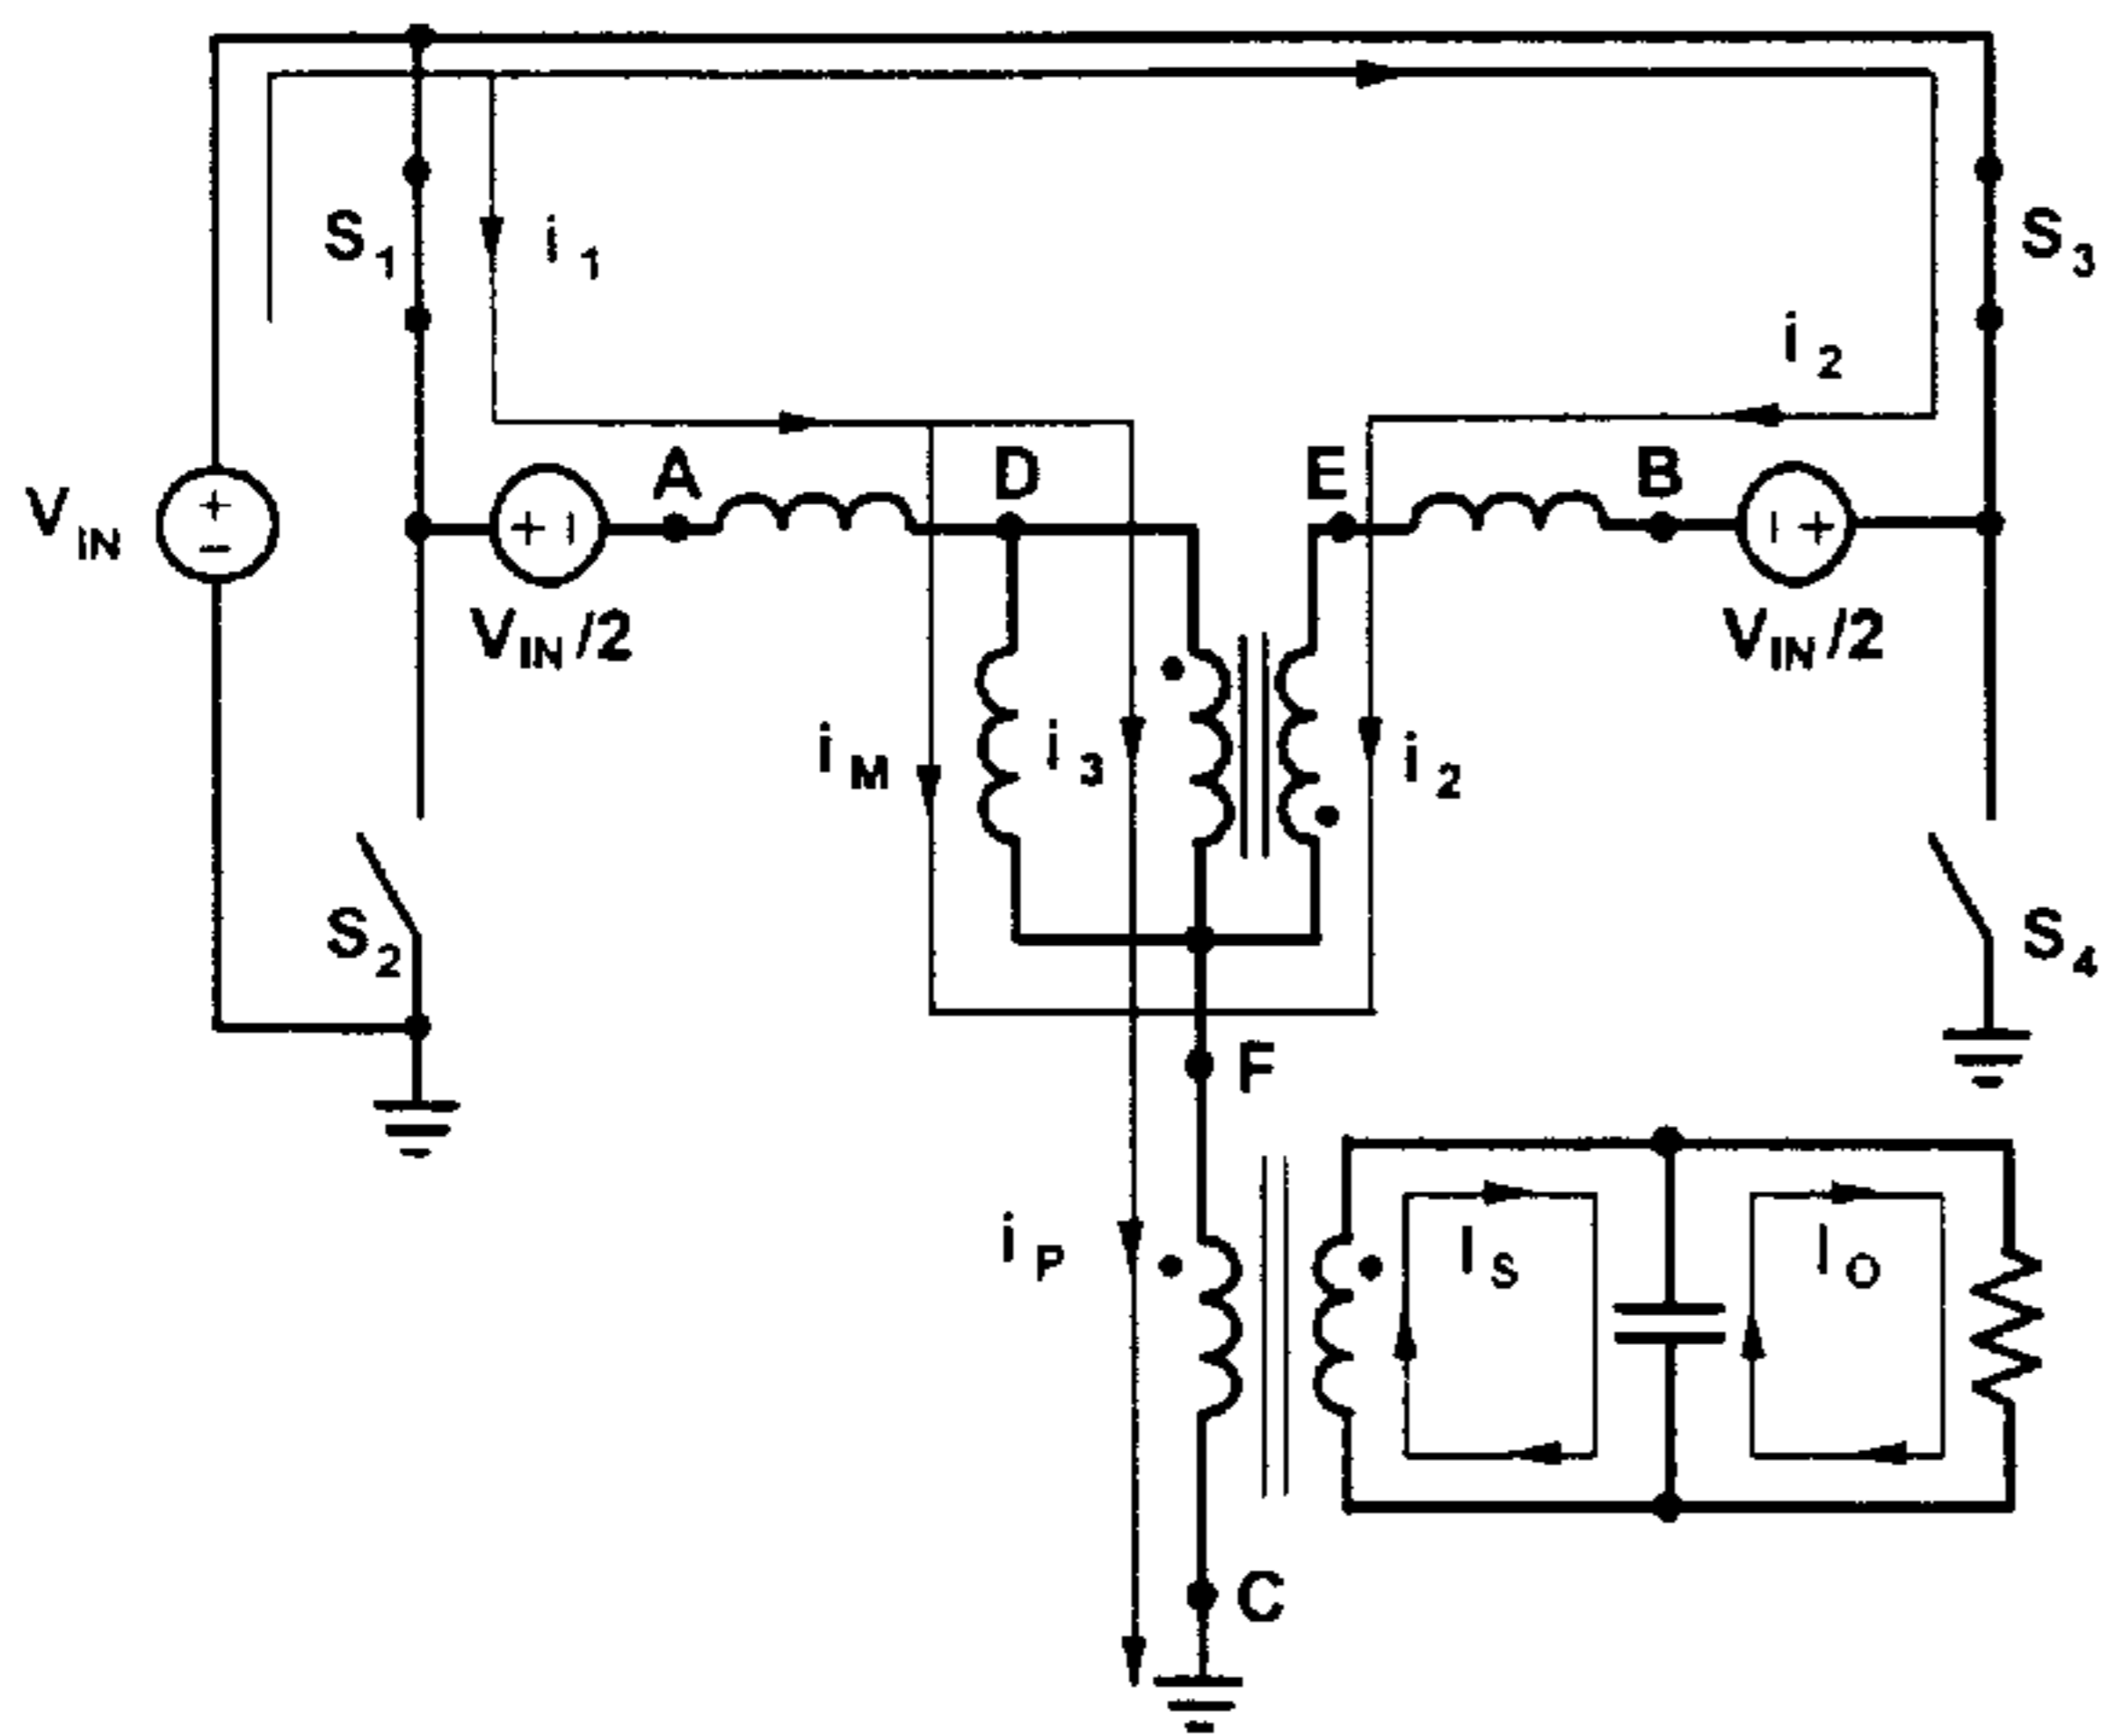 S1
i1
S3
i2
VIN
+
−
A
D
E
B
+ −
− +
VIN/2
VIN/2
iM
i3
i2
S2
S4
F
iP
IS
IO
C